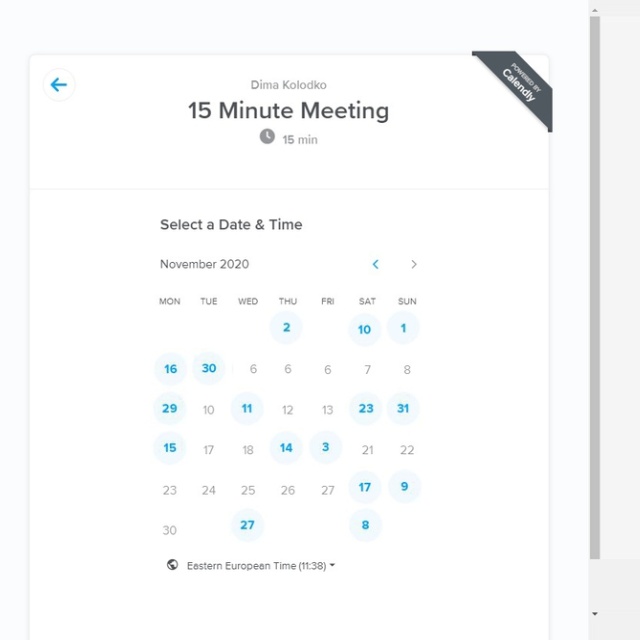 POWERED BY
Calendly
Dima Kolodko
15 Minute Meeting
15 min
Select a Date & Time
November 2020
MON TUE WED THU FRI SAT SUN
2 10 1
16 30 6 6 6 7 8
29 10 11 12 13 23 31
15 17 18 14 3 21 22
23 24 25 26 27 17 9
30 27 8
Eastern European Time (11:38)